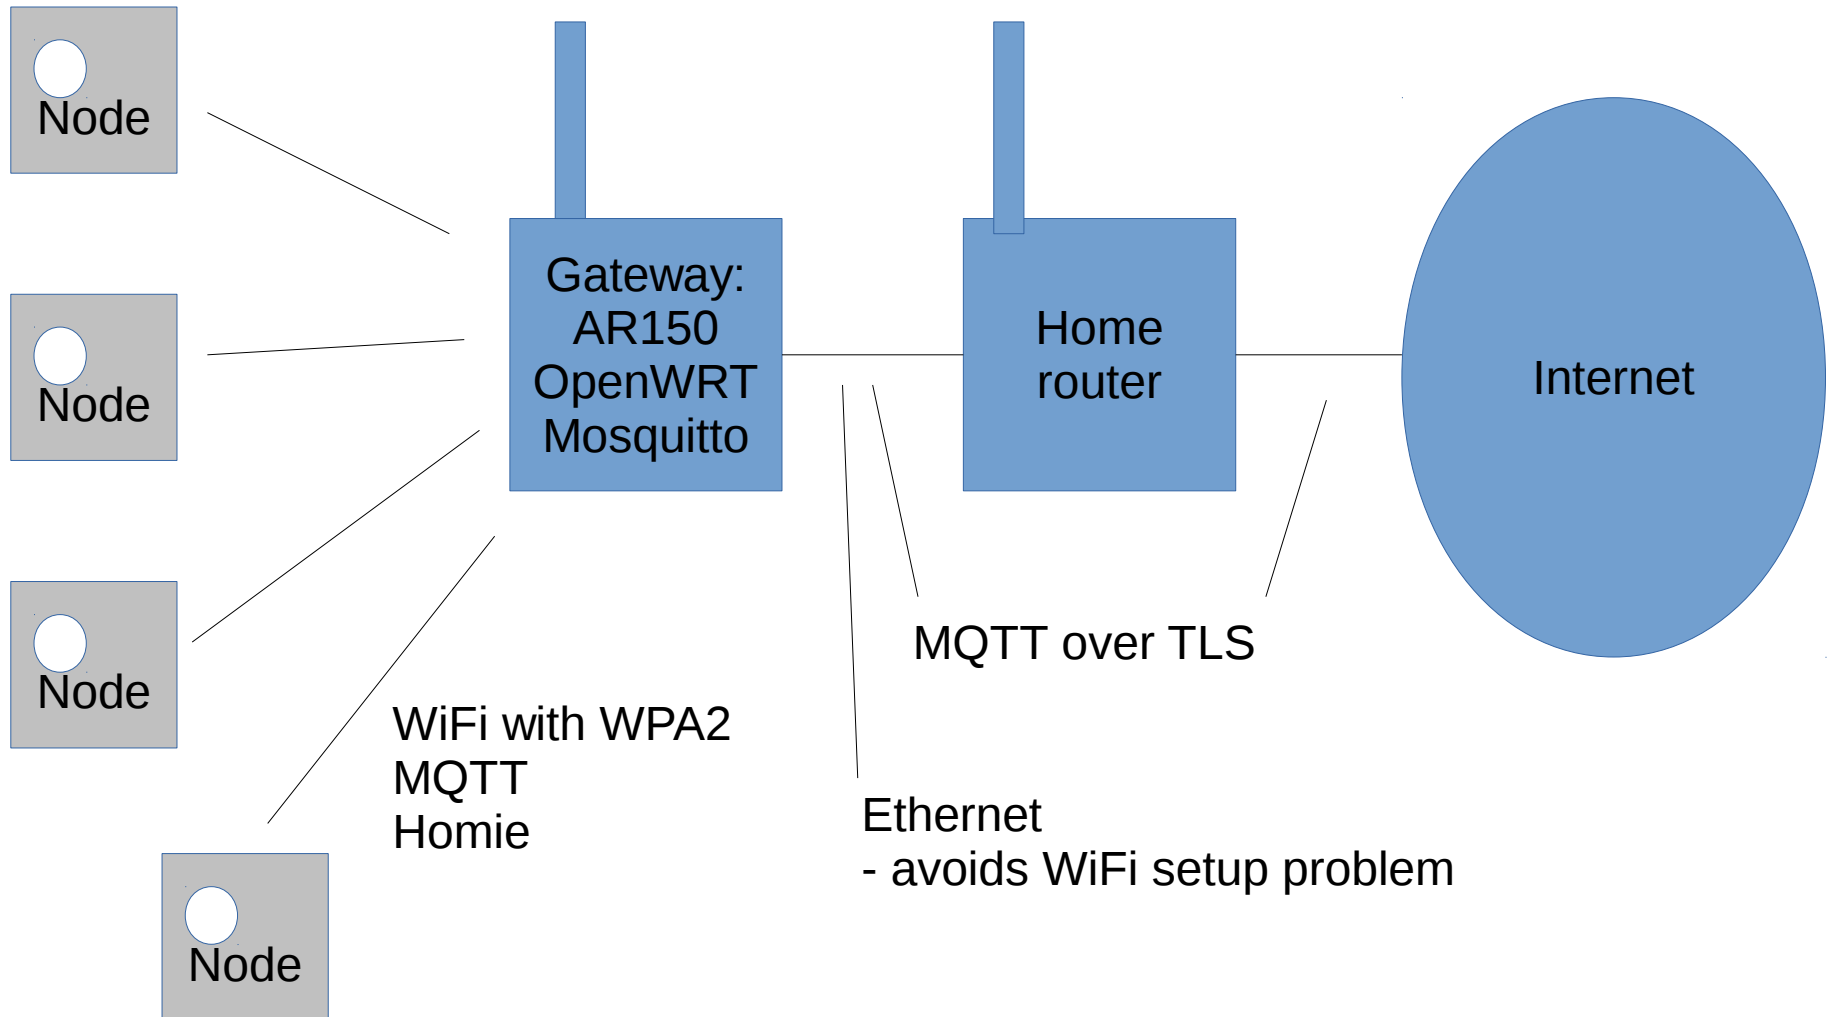 Node
Node
Node
Node
Gateway:
AR150
OpenWRT
Mosquitto
Home
router
Internet
MQTT over TLS
WiFi with WPA2
MQTT
Homie
Ethernet
- avoids WiFi setup problem